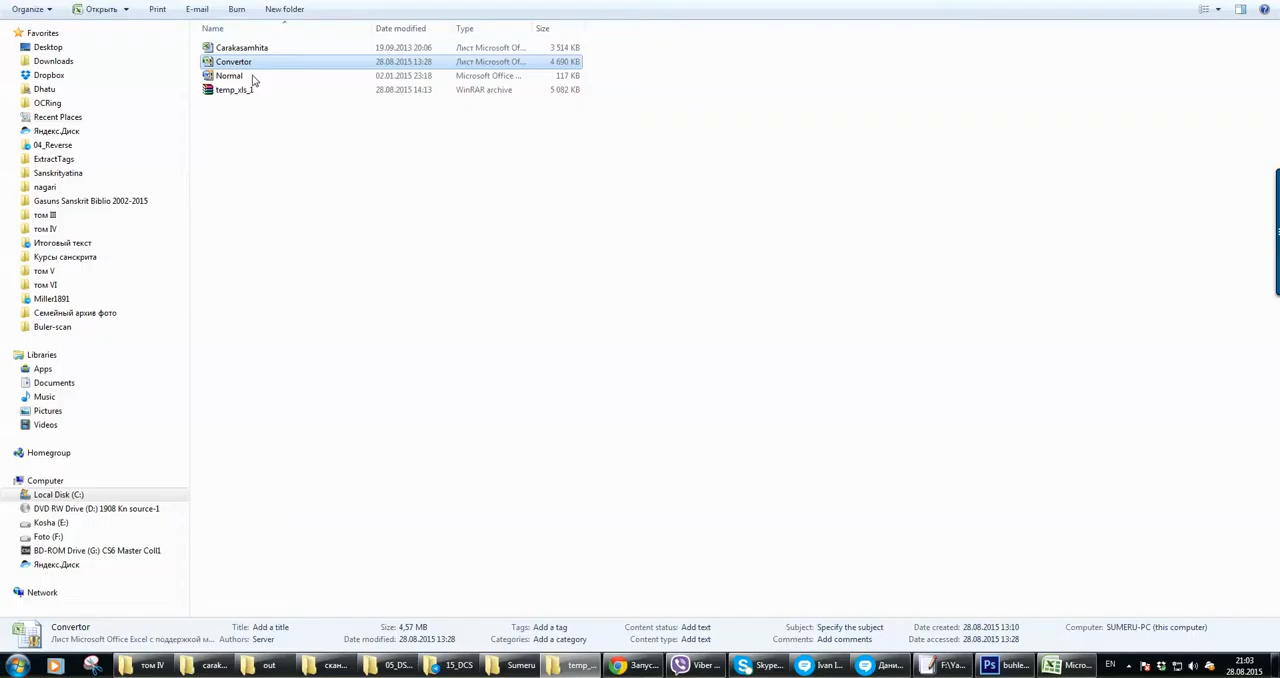 Organize Открыть Print E-mail Burn New folder
Name Date modified Type Size
Favorites
Desktop
Downloads
Dropbox
Dhatu
OCRing
Recent Places
Яндекс.Диск
04_Reverse
ExtractTags
Sanskrityatina
nagari
Gasuns Sanskrit Biblio 2002-2015
том III
том IV
Итоговый текст
Курсы санскрита
том V
том VI
Miller1891
Семейный архив фото
Buler-scan
Libraries
Apps
Documents
Music
Pictures
Videos
Homegroup
Computer
Local Disk (C:)
DVD RW Drive (D:) 1908 Kn source-1
Kosha (E:)
Foto (F:)
BD-ROM Drive (G:) CS6 Master Coll1
Яндекс.Диск
Network
Carakasamhita 19.09.2013 20:06 Лист Microsoft Of... 3 514 KB
Convertor 28.08.2015 13:28 Лист Microsoft Of... 4 690 KB
Normal 02.01.2015 23:18 Microsoft Office ... 117 KB
temp_xls_1 28.08.2015 14:13 WinRAR archive 5 082 KB
Convertor Title: Add a title Size: 4,57 MB Tags: Add a tag Content status: Add text Subject: Specify the subject Date created: 28.08.2015 13:10 Computer: SUMERU-PC (this computer)
Лист Microsoft Office Excel с поддержкой м... Authors: Server Date modified: 28.08.2015 13:28 Categories: Add a category Content type: Add text Comments: Add comments Date accessed: 28.08.2015 13:28
том IV carak... out скан... 05_DS... 15_DCS Sumeru temp_... Запус... Viber ... Skype... Ivan I... Дани... F:\Ya... Ps buhle... Micro... EN 21:03
28.08.2015